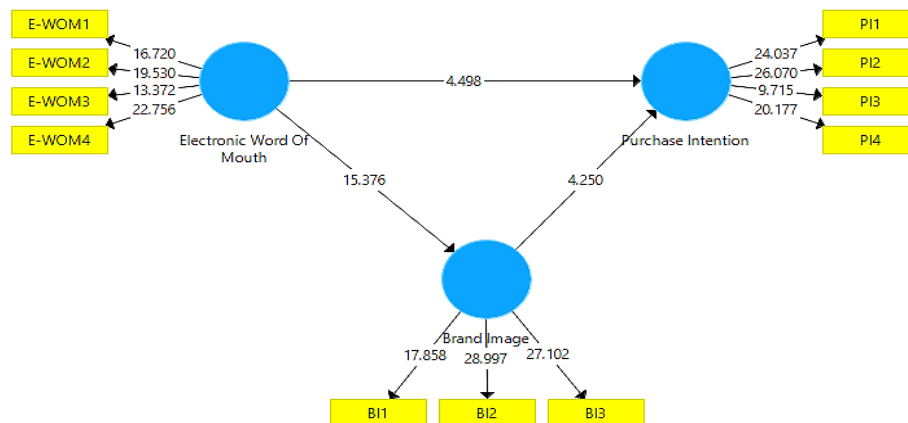 E-WOM1
PI1
16.720
24.037
E-WOM2
PI2
19.530
26.070
4.498
E-WOM3
13.372
9.715
PI3
22.756
20.177
E-WOM4
PI4
Electronic Word Of
Mouth
Purchase Intention
15.376
4.250
Brand Image
17.858
28.997
27.102
BI1
BI2
BI3